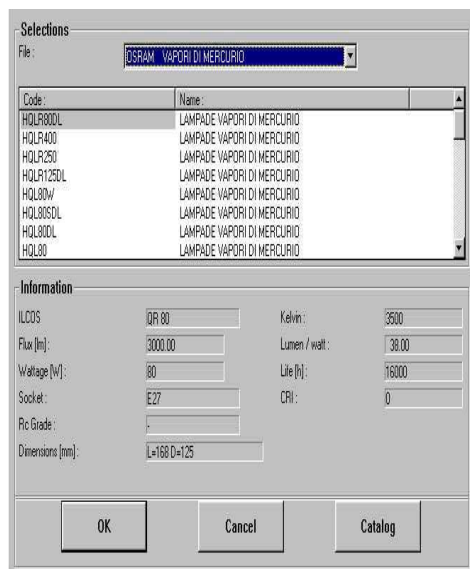 Selections
File :
OSRAM VAPORI DI MERCURIO
Code : Name :
HQLR80DL LAMPADE VAPORI DI MERCURIO
HQLR400 LAMPADE VAPORI DI MERCURIO
HQLR250 LAMPADE VAPORI DI MERCURIO
HQLR125DL LAMPADE VAPORI DI MERCURIO
HQL80W LAMPADE VAPORI DI MERCURIO
HQL80SDL LAMPADE VAPORI DI MERCURIO
HQL80DL LAMPADE VAPORI DI MERCURIO
HQL80 LAMPADE VAPORI DI MERCURIO
Information
ILCOS QR 80 Kelvin : 3500
Flux [lm] : 3000.00 Lumen / watt : 38.00
Wattage [W] : 80 Life [h] : 16000
Socket : E27 CRI : 0
Rc Grade : -
Dimensions [mm] : L=168 D=125
OK Cancel Catalog